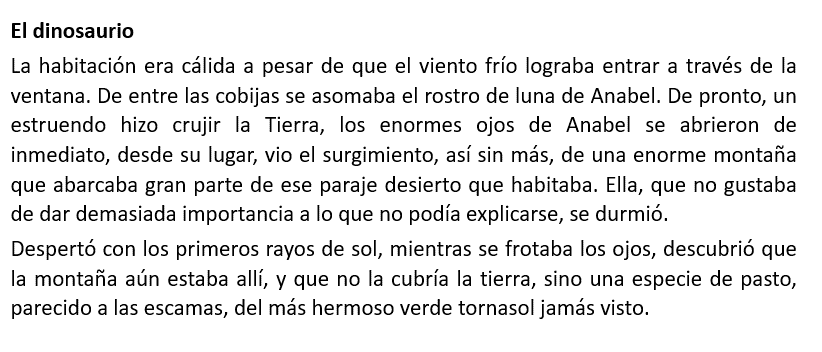 El dinosaurio
La habitación era cálida a pesar de que el viento frío lograba entrar a través de la
ventana. De entre las cobijas se asomaba el rostro de luna de Anabel. De pronto, un
estruendo hizo crujir la Tierra, los enormes ojos de Anabel se abrieron de
inmediato, desde su lugar, vio el surgimiento, así sin más, de una enorme montaña
que abarcaba gran parte de ese paraje desierto que habitaba. Ella, que no gustaba
de dar demasiada importancia a lo que no podía explicarse, se durmió.
Despertó con los primeros rayos de sol, mientras se frotaba los ojos, descubrió que
la montaña aún estaba allí, y que no la cubría la tierra, sino una especie de pasto,
parecido a las escamas, del más hermoso verde tornasol jamás visto.